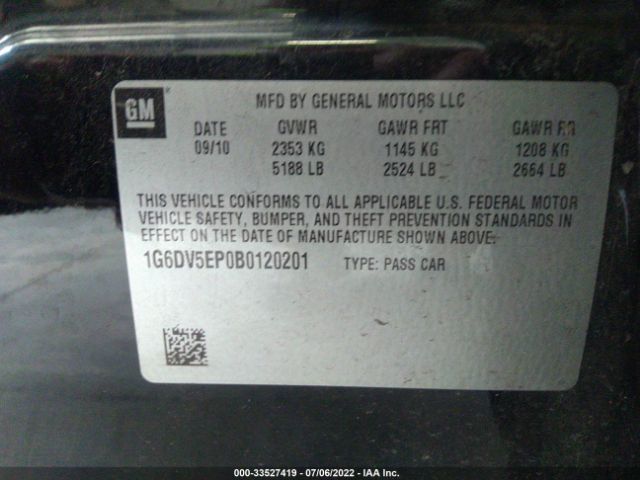 GM
MFD BY GENERAL MOTORS LLC
DATE GVWR GAWR FRT GAWR RR
09/10 2353 KG 1145 KG 1208 KG
5188 LB 2524 LB 2664 LB
THIS VEHICLE CONFORMS TO ALL APPLICABLE U.S. FEDERAL MOTOR
VEHICLE SAFETY, BUMPER, AND THEFT PREVENTION STANDARDS IN
EFFECT ON THE DATE OF MANUFACTURE SHOWN ABOVE.
1G6DV5EP0B0120201 TYPE: PASS CAR
000-33527419 - 07/06/2022 - IAA Inc.